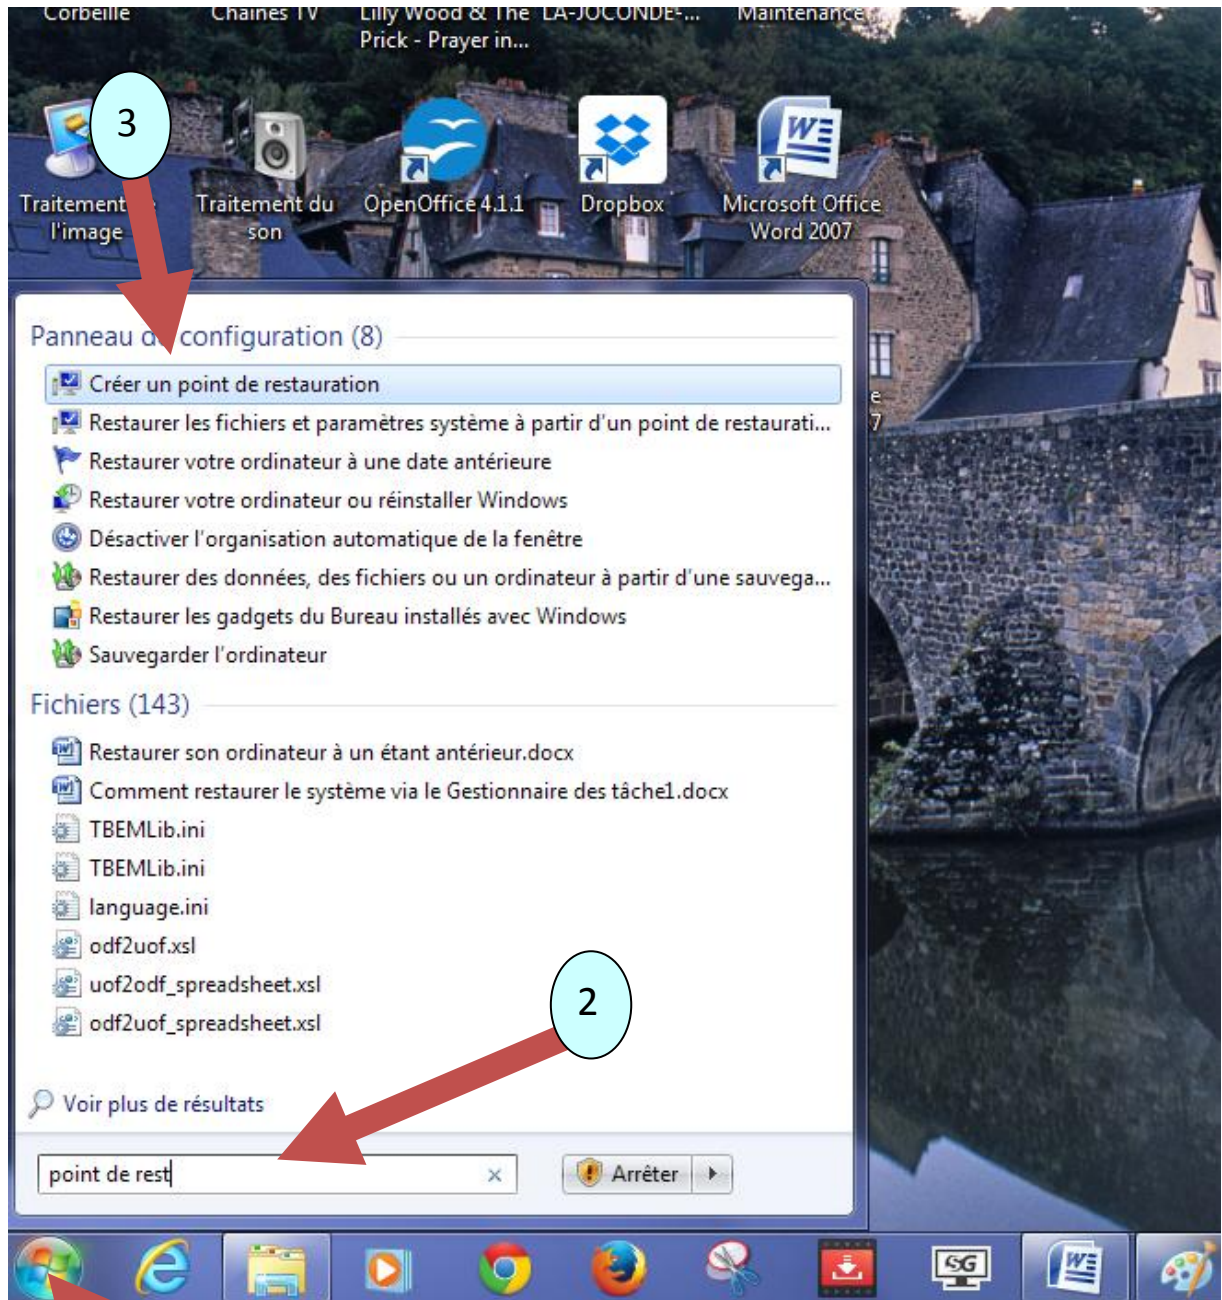 Corbeille Chaines TV Lilly Wood & The LA-JOCONDE-... Maintenance
Prick - Prayer in...
3
Traitement de Traitement du OpenOffice 4.1.1 Dropbox Microsoft Office
l'image son Word 2007
Panneau de configuration (8)
Créer un point de restauration
Restaurer les fichiers et paramètres système à partir d'un point de restaurati...
Restaurer votre ordinateur à une date antérieure
Restaurer votre ordinateur ou réinstaller Windows
Désactiver l'organisation automatique de la fenêtre
Restaurer des données, des fichiers ou un ordinateur à partir d'une sauvega...
Restaurer les gadgets du Bureau installés avec Windows
Sauvegarder l'ordinateur
e
7
Fichiers (143)
Restaurer son ordinateur à un étant antérieur.docx
Comment restaurer le système via le Gestionnaire des tâche1.docx
TBEMLib.ini
TBEMLib.ini
language.ini
odf2uof.xsl
uof2odf_spreadsheet.xsl
odf2uof_spreadsheet.xsl
2
Voir plus de résultats
point de rest
Arrêter
GSG